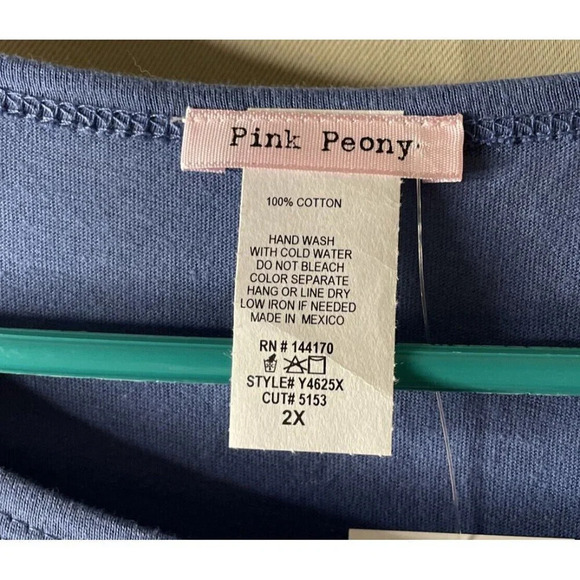 Pink Peony
100% COTTON
HAND WASH
WITH COLD WATER
DO NOT BLEACH
COLOR SEPARATE
HANG OR LINE DRY
LOW IRON IF NEEDED
MADE IN MEXICO
RN # 144170
STYLE# Y4625X
CUT# 5153
2X